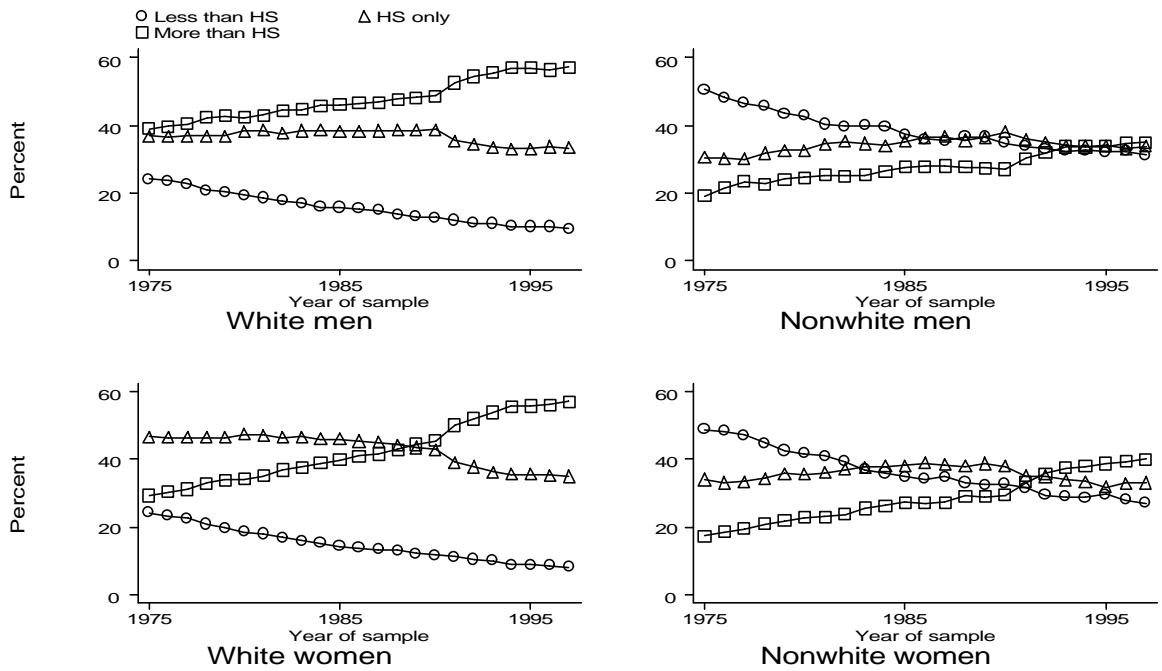 Less than HS
HS only
More than HS
60
40
20
0
Percent
1975
1985
1995
Year of sample
White men
60
40
20
0
1975
1985
1995
Year of sample
Nonwhite men
60
40
20
0
Percent
1975
1985
1995
Year of sample
White women
60
40
20
0
1975
1985
1995
Year of sample
Nonwhite women